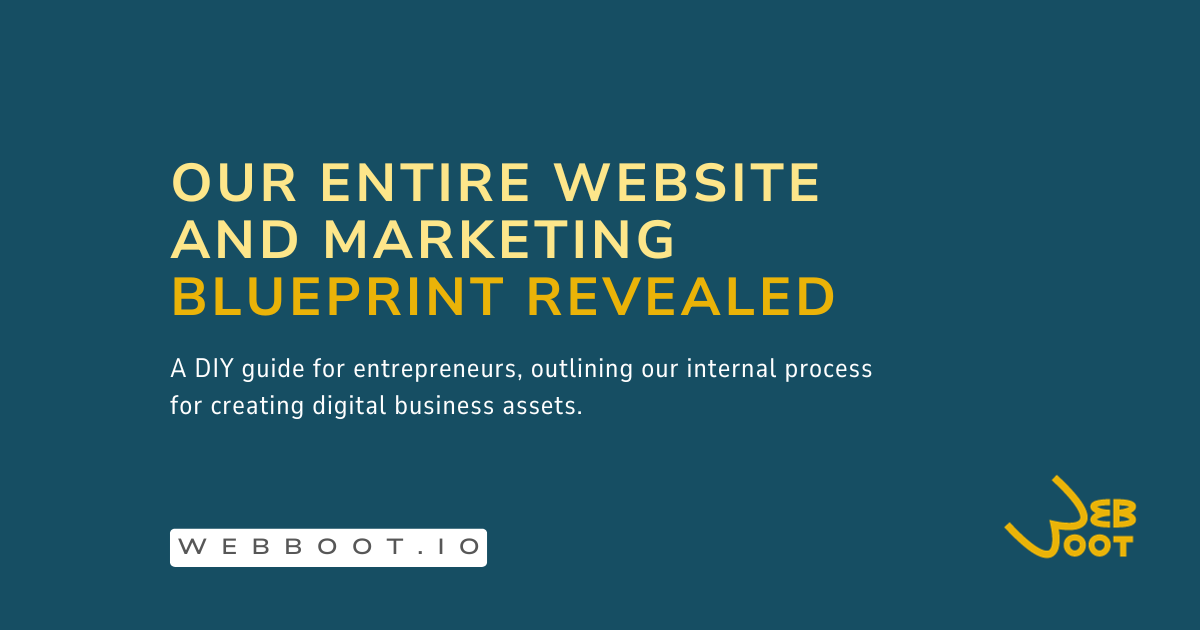 OUR ENTIRE WEBSITE
AND MARKETING
BLUEPRINT REVEALED
A DIY guide for entrepreneurs, outlining our internal process
for creating digital business assets.
WEBBOOT.IO
WEB
OOT